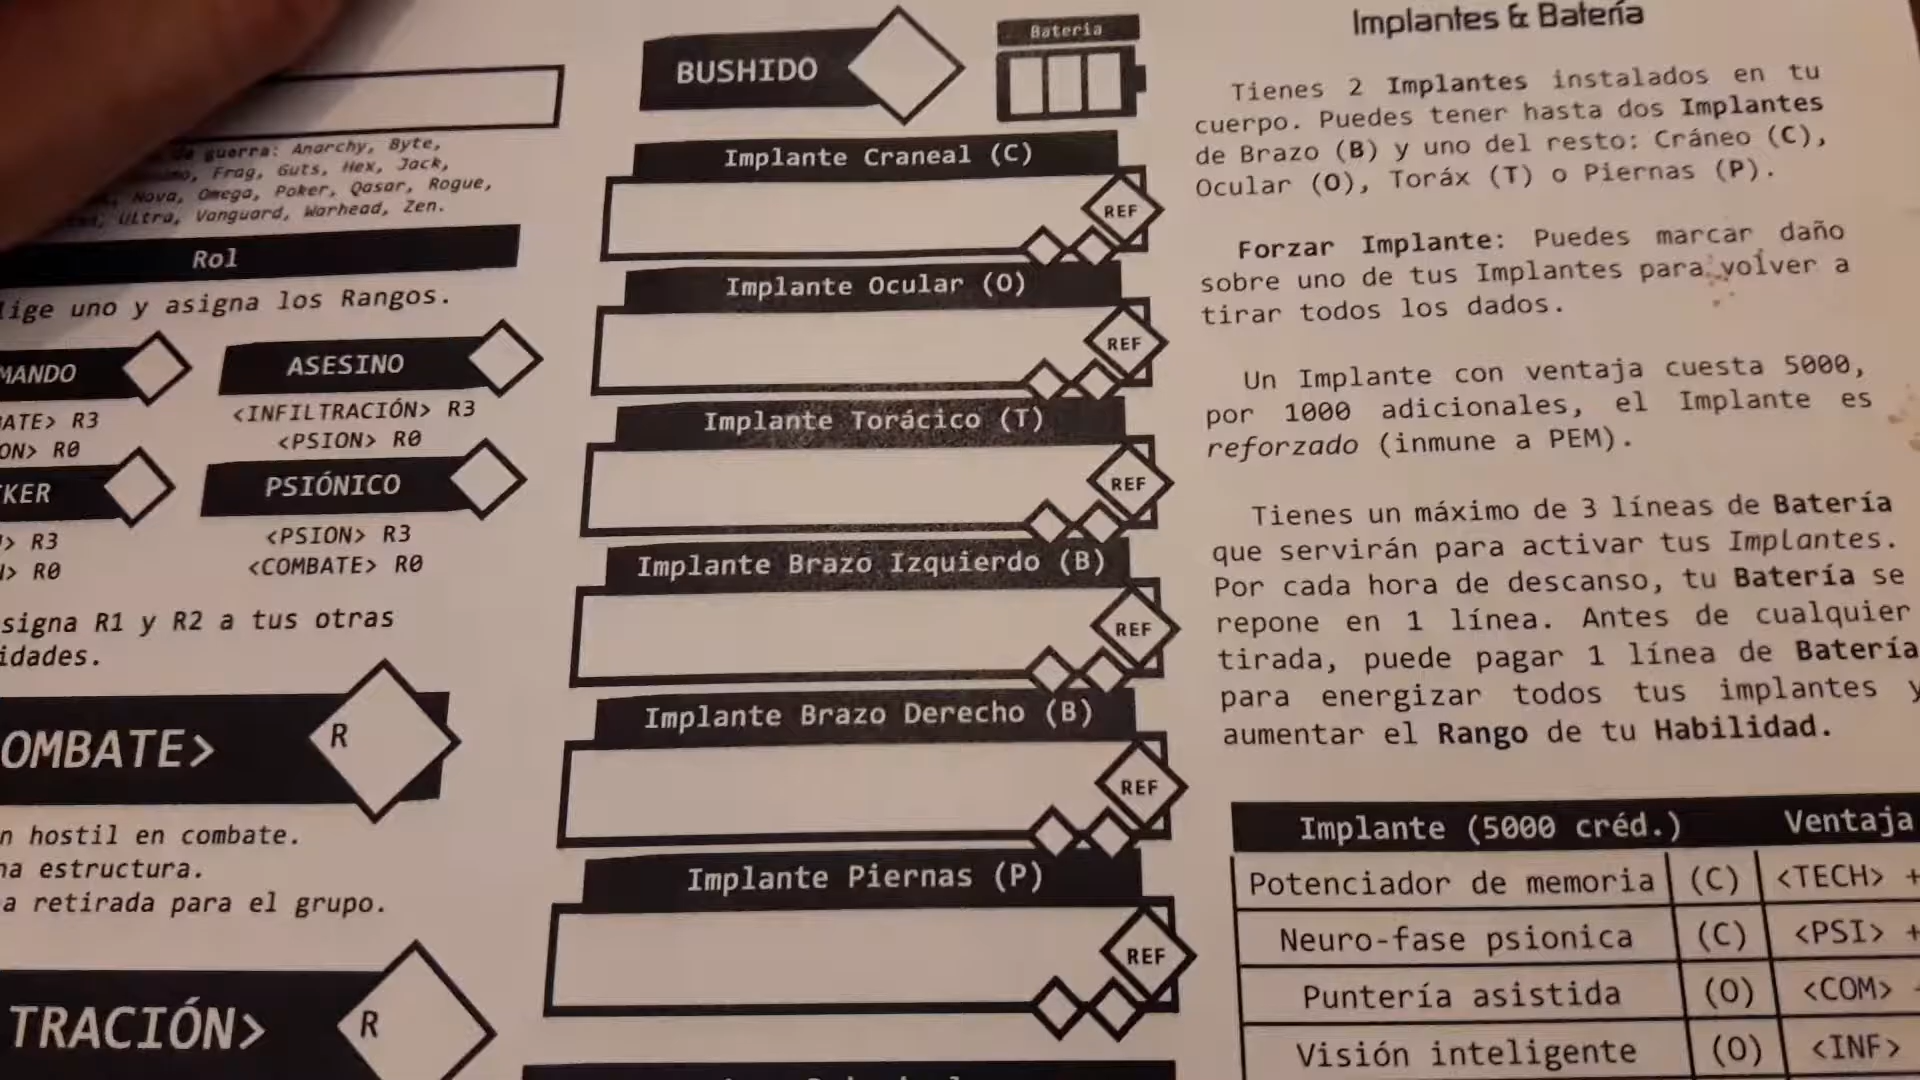 de guerra: Anarchy, Byte,
Frag, Guts, Hex, Jack,
Nova, Omega, Poker, Qasar, Rogue,
Ultra, Vanguard, Warhead, Zen.
Rol
lige uno y asigna los Rangos.
MANDO
ASESINO
ATE> R3
<INFILTRACIÓN> R3
ON> R0
<PSION> R0
KER
PSIÓNICO
> R3
<PSION> R3
> R0
<COMBATE> R0
signa R1 y R2 a tus otras
idades.
OMBATE>
R
n hostil en combate.
na estructura.
a retirada para el grupo.
TRACIÓN>
R
BUSHIDO
Batería
Implante Craneal (C)
REF
Implante Ocular (O)
REF
Implante Torácico (T)
REF
Implante Brazo Izquierdo (B)
REF
Implante Brazo Derecho (B)
REF
Implante Piernas (P)
REF
Implantes & Batería
Tienes 2 Implantes instalados en tu
cuerpo. Puedes tener hasta dos Implantes
de Brazo (B) y uno del resto: Cráneo (C),
Ocular (O), Toráx (T) o Piernas (P).
Forzar Implante: Puedes marcar daño
sobre uno de tus Implantes para volver a
tirar todos los dados.
Un Implante con ventaja cuesta 5000,
por 1000 adicionales, el Implante es
reforzado (inmune a PEM).
Tienes un máximo de 3 líneas de Batería
que servirán para activar tus Implantes.
Por cada hora de descanso, tu Batería se
repone en 1 línea. Antes de cualquier
tirada, puede pagar 1 línea de Batería
para energizar todos tus implantes y
aumentar el Rango de tu Habilidad.
Implante (5000 créd.) Ventaja
Potenciador de memoria (C) <TECH> +
Neuro-fase psionica (C) <PSI> +
Puntería asistida (O) <COM>
Visión inteligente (O) <INF>